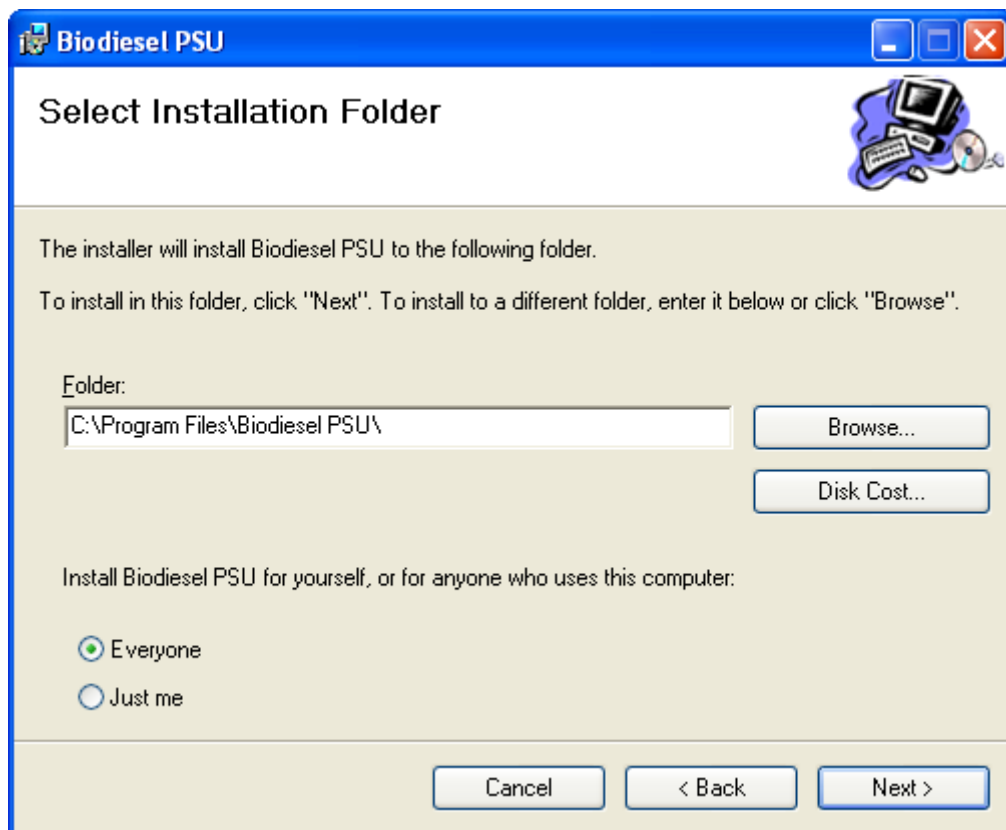 Biodiesel PSU
Select Installation Folder
The installer will install Biodiesel PSU to the following folder.
To install in this folder, click "Next". To install to a different folder, enter it below or click "Browse".
Folder:
C:\Program Files\Biodiesel PSU\
Browse...
Disk Cost...
Install Biodiesel PSU for yourself, or for anyone who uses this computer:
Everyone
Just me
Cancel
< Back
Next >